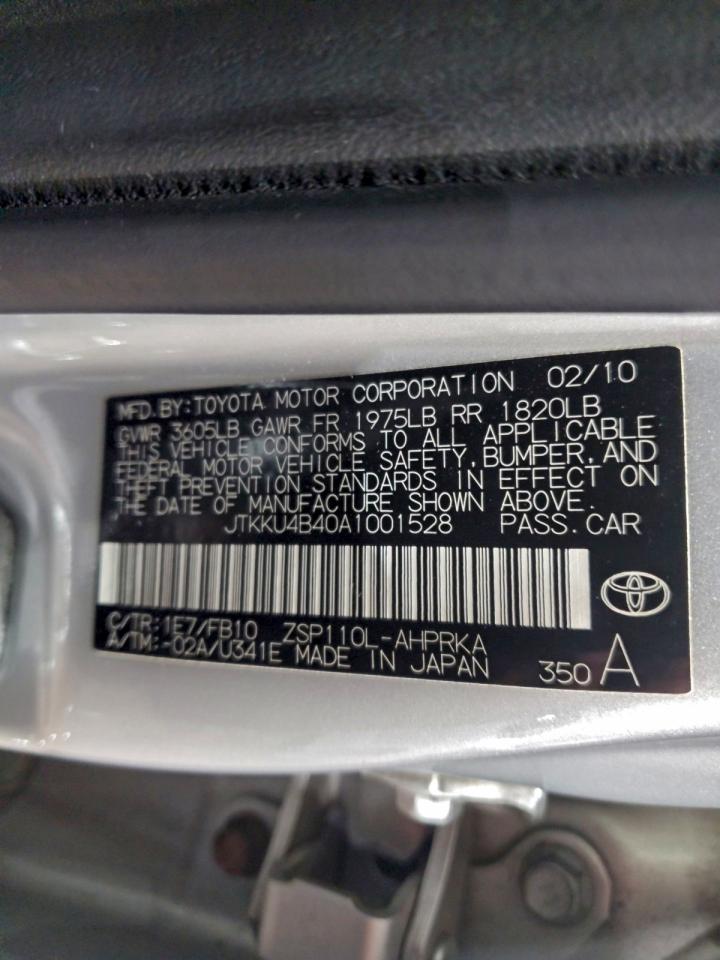 MFD.BY:TOYOTA MOTOR CORPORATION 02/10
GVWR 3605LB GAWR FR 1975LB RR 1820LB
THIS VEHICLE CONFORMS TO ALL APPLICABLE
FEDERAL MOTOR VEHICLE SAFETY,BUMPER,AND
THEFT PREVENTION STANDARDS IN EFFECT ON
THE DATE OF MANUFACTURE SHOWN ABOVE.
JTKKU4B40A1001528 PASS.CAR
C/TR:1E7/FB10 ZSP110L-AHPRKA
A/TM:-02A/U341E MADE IN JAPAN 350 A